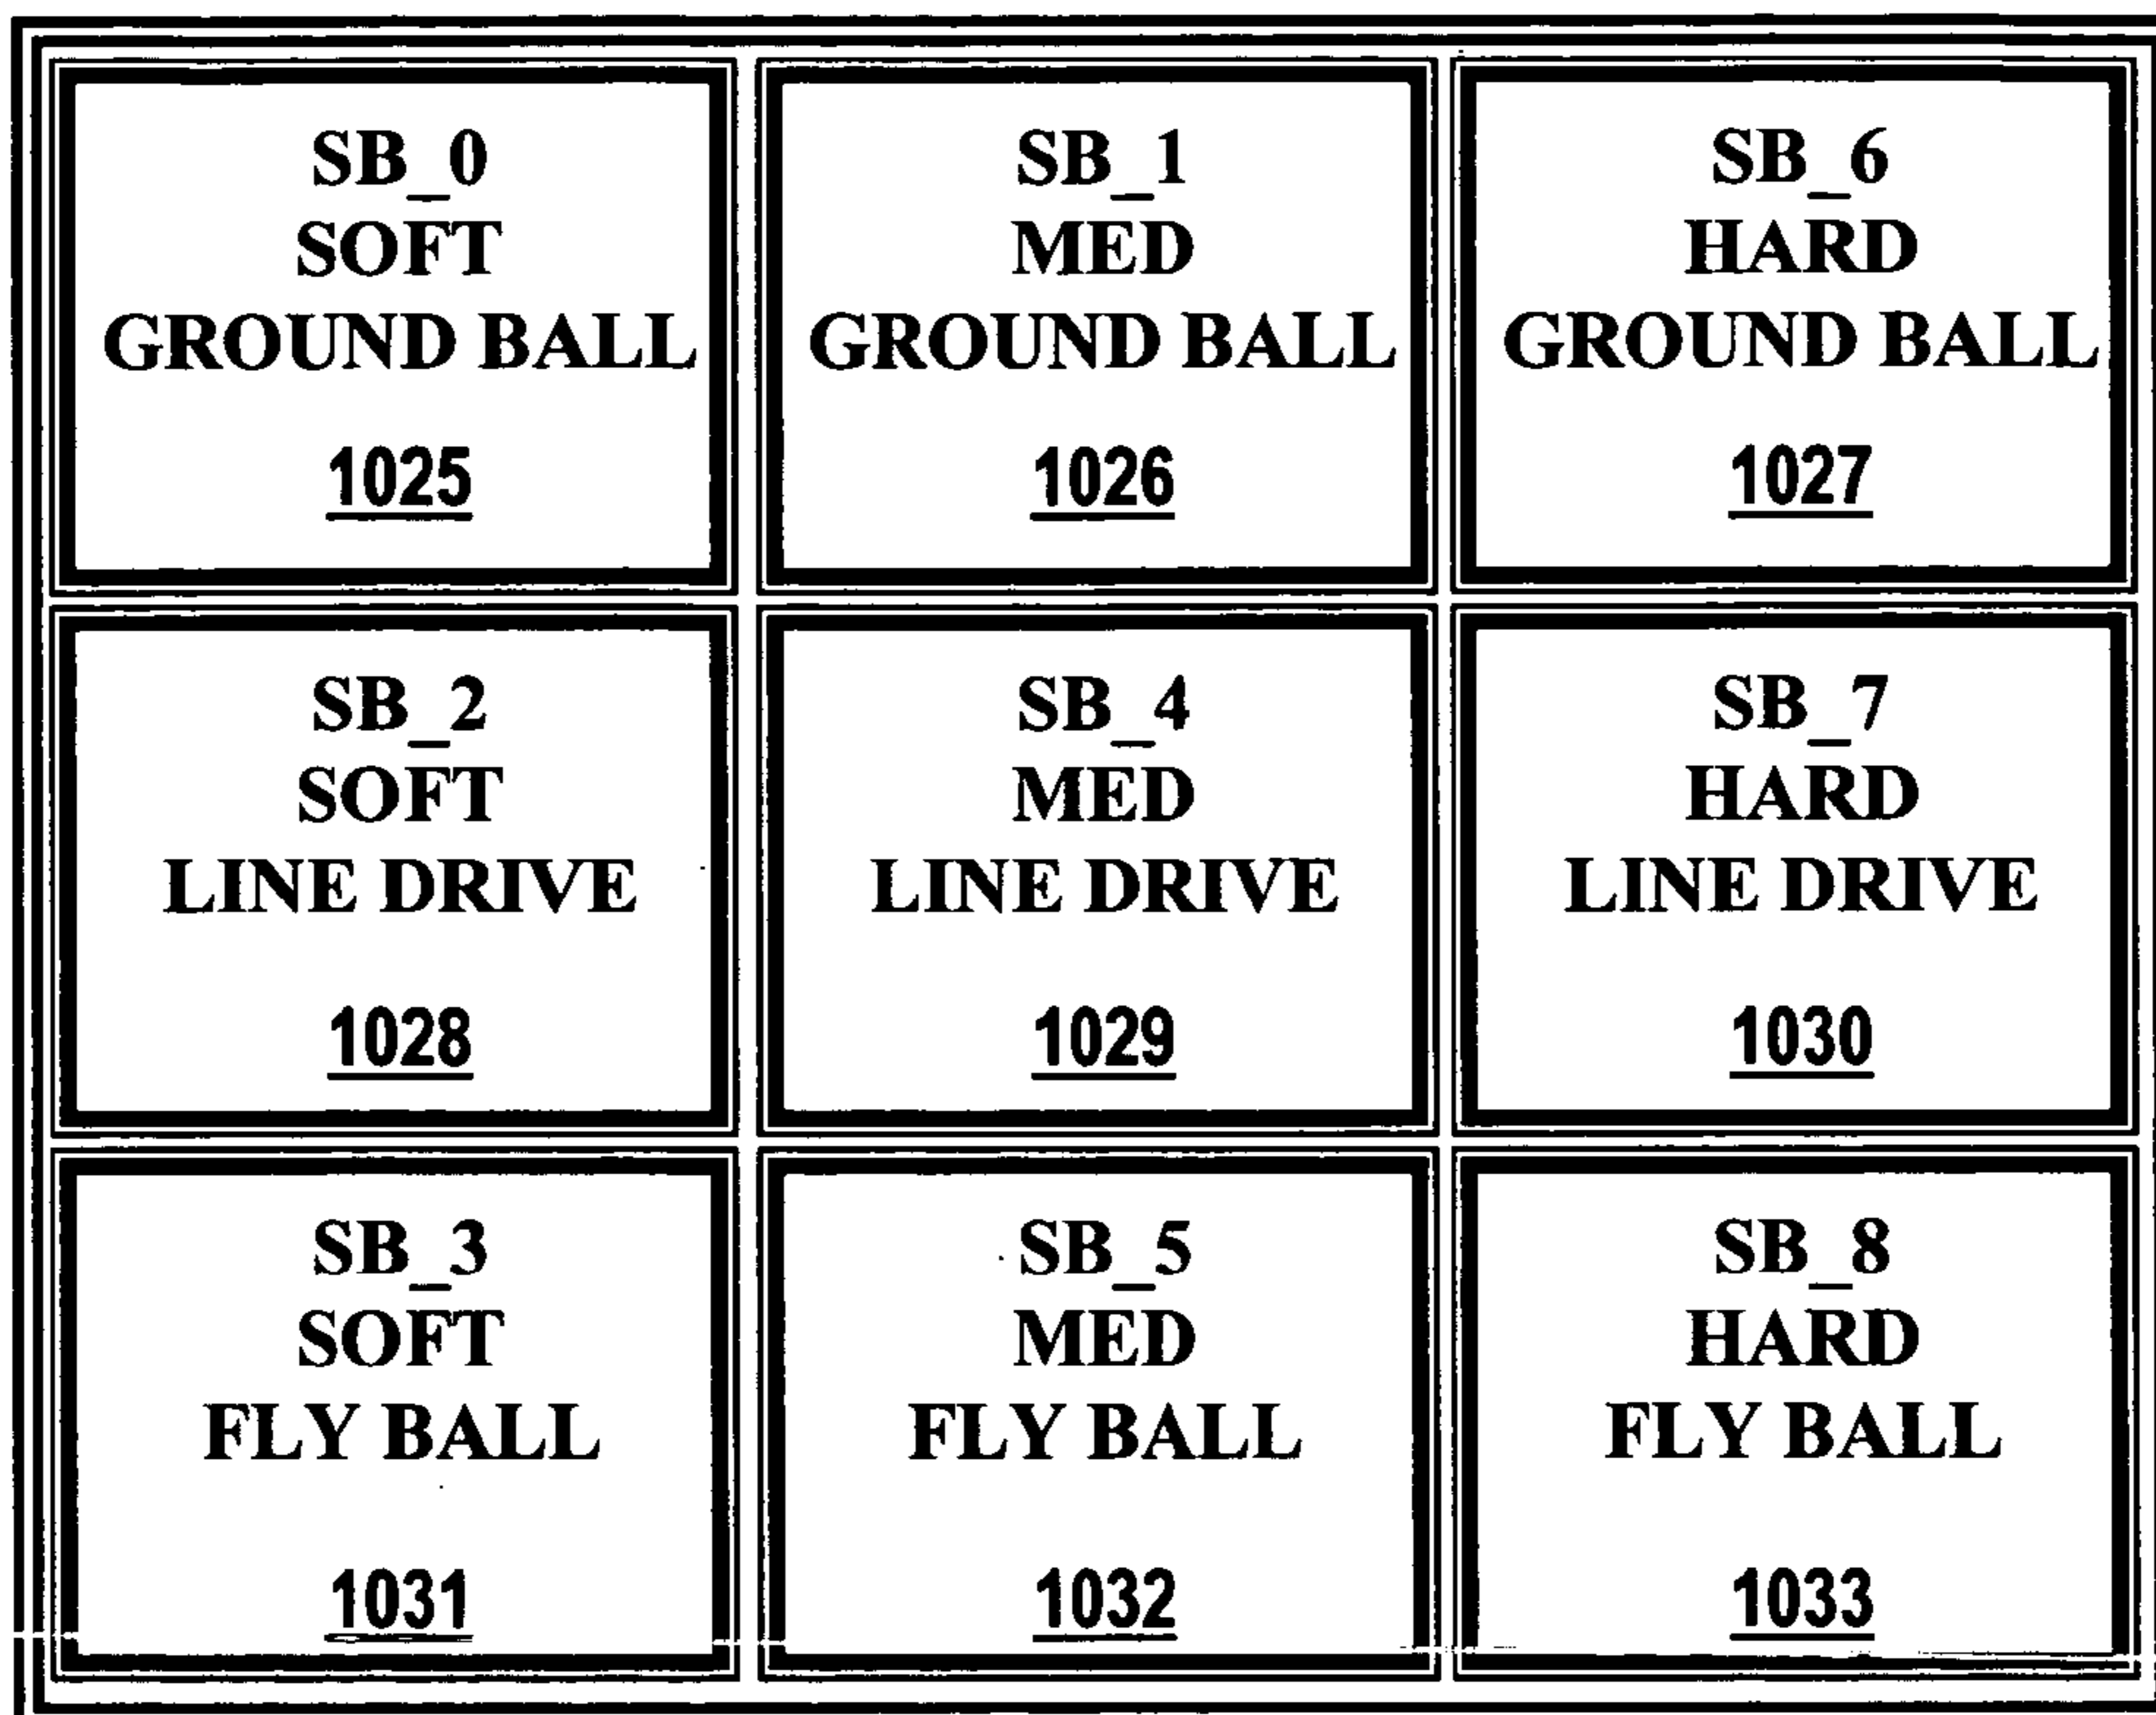 SB_0
SOFT
GROUND BALL
1025
SB_1
MED
GROUND BALL
1026
SB_6
HARD
GROUND BALL
1027
SB_2
SOFT
LINE DRIVE
1028
SB_4
MED
LINE DRIVE
1029
SB_7
HARD
LINE DRIVE
1030
SB_3
SOFT
FLY BALL
1031
SB_5
MED
FLY BALL
1032
SB_8
HARD
FLY BALL
1033